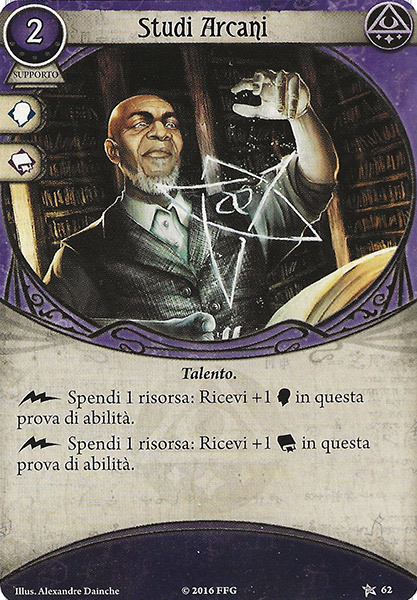 2
Studi Arcani
SUPPORTO
Talento.
Spendi 1 risorsa: Ricevi +1 in questa
prova di abilità.
Spendi 1 risorsa: Ricevi +1 in questa
prova di abilità.
Illus. Alexandre Dainche
© 2016 FFG
62